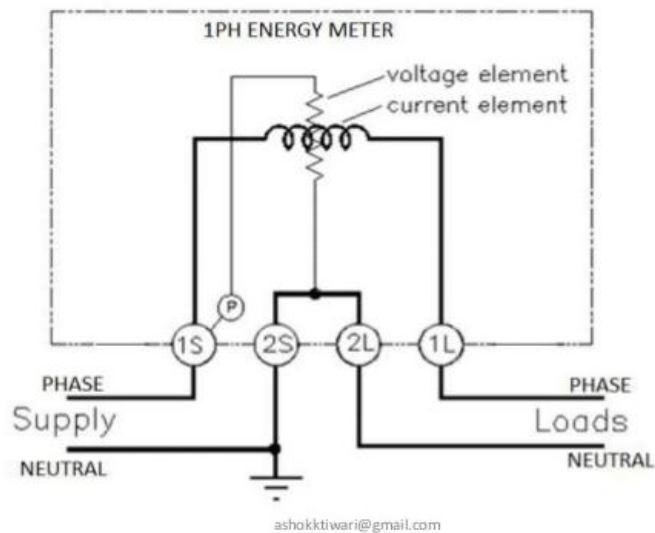 1PH ENERGY METER
voltage element
current element
P
1S
2S
2L
1L
PHASE
PHASE
Supply
Loads
NEUTRAL
NEUTRAL
ashokktiwari@gmail.com